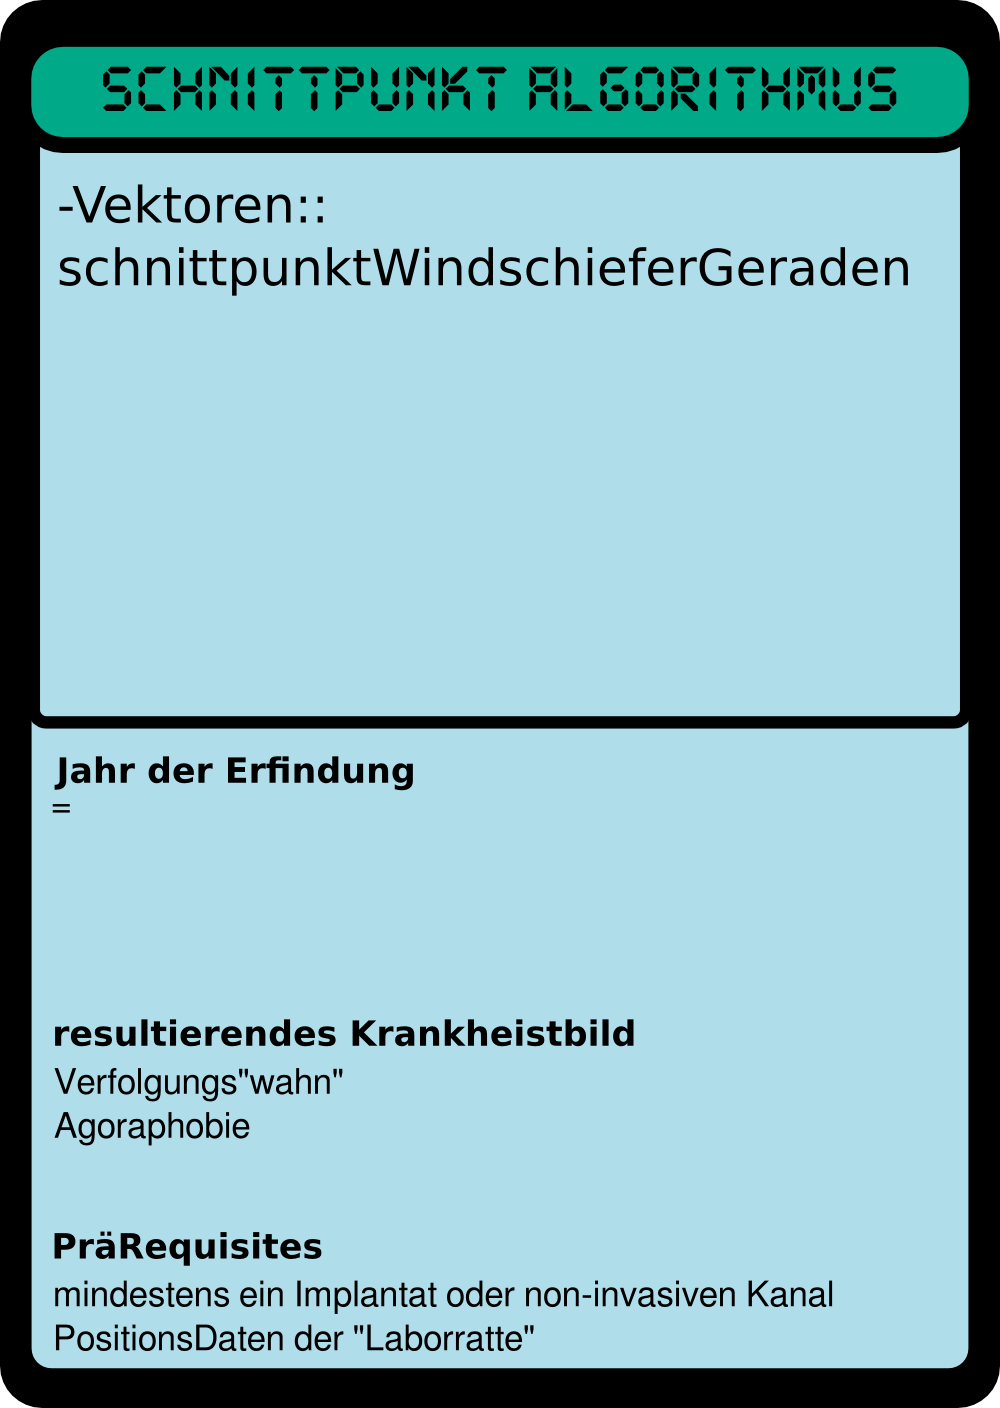 SCHNITTPUNKT ALGORITHMUS
-Vektoren::
schnittpunktWindschieferGeraden
Jahr der Erfindung
=
resultierendes Krankheistbild
Verfolgungs"wahn"
Agoraphobie
PräRequisites
mindestens ein Implantat oder non-invasiven Kanal
PositionsDaten der "Laborratte"